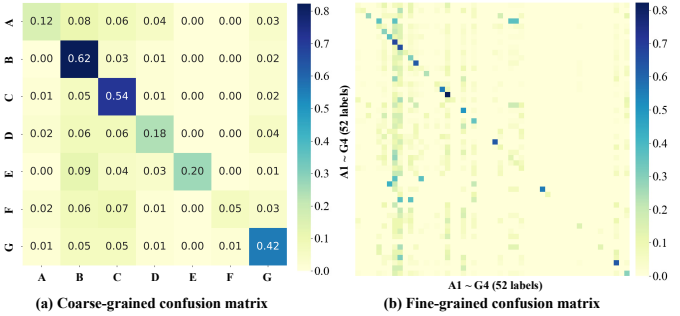 A 0.12 0.08 0.06 0.04 0.00 0.00 0.03
B 0.00 0.62 0.03 0.01 0.00 0.00 0.02
C 0.01 0.05 0.54 0.01 0.00 0.00 0.02
D 0.02 0.06 0.06 0.18 0.00 0.00 0.04
E 0.00 0.09 0.04 0.03 0.20 0.00 0.02
F 0.02 0.06 0.07 0.01 0.00 0.05 0.03
G 0.01 0.05 0.05 0.01 0.00 0.01 0.42
A B C D E F G
0.8
0.7
0.6
0.5
0.4
0.3
0.2
0.1
0.0
(a) Coarse-grained confusion matrix
A1 ~ G4 (52 labels)
A1 ~ G4 (52 labels)
0.8
0.7
0.6
0.5
0.4
0.3
0.2
0.1
0.0
(b) Fine-grained confusion matrix